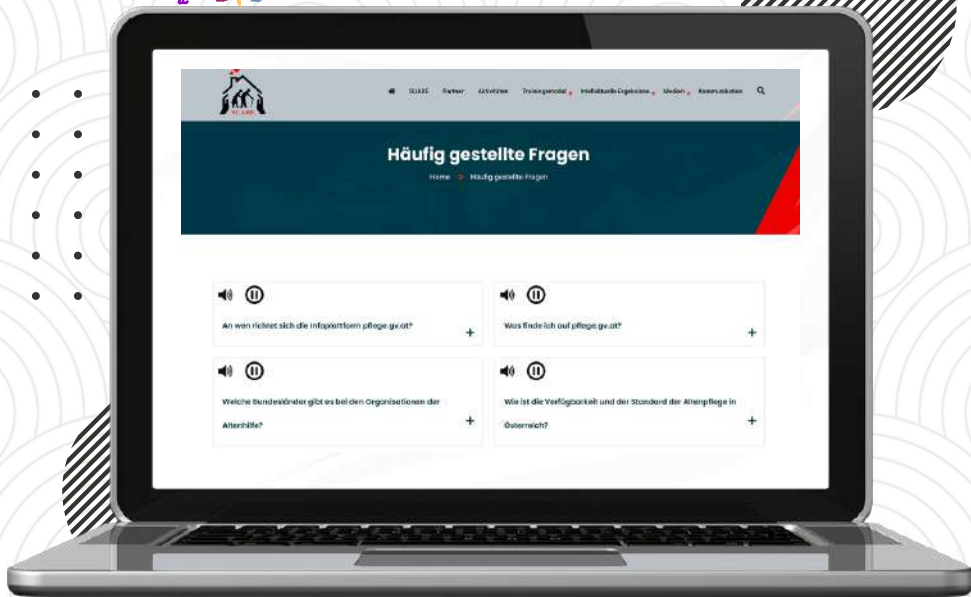 Partner
Aktivitäten
Trainingsmodul
Intellektuelle Ergebnisse
Medien
Kommunikation
Häufig gestellte Fragen
Home
Häufig gestellte Fragen
An wen richtet sich die Infoplattform pflege.gv.at?
Was finde ich auf pflege.gv.at?
Welche Bundesländer gibt es bei den Organisationen der
Altenhilfe?
Wie ist die Verfügbarkeit und der Standard der Altenpflege in
Österreich?